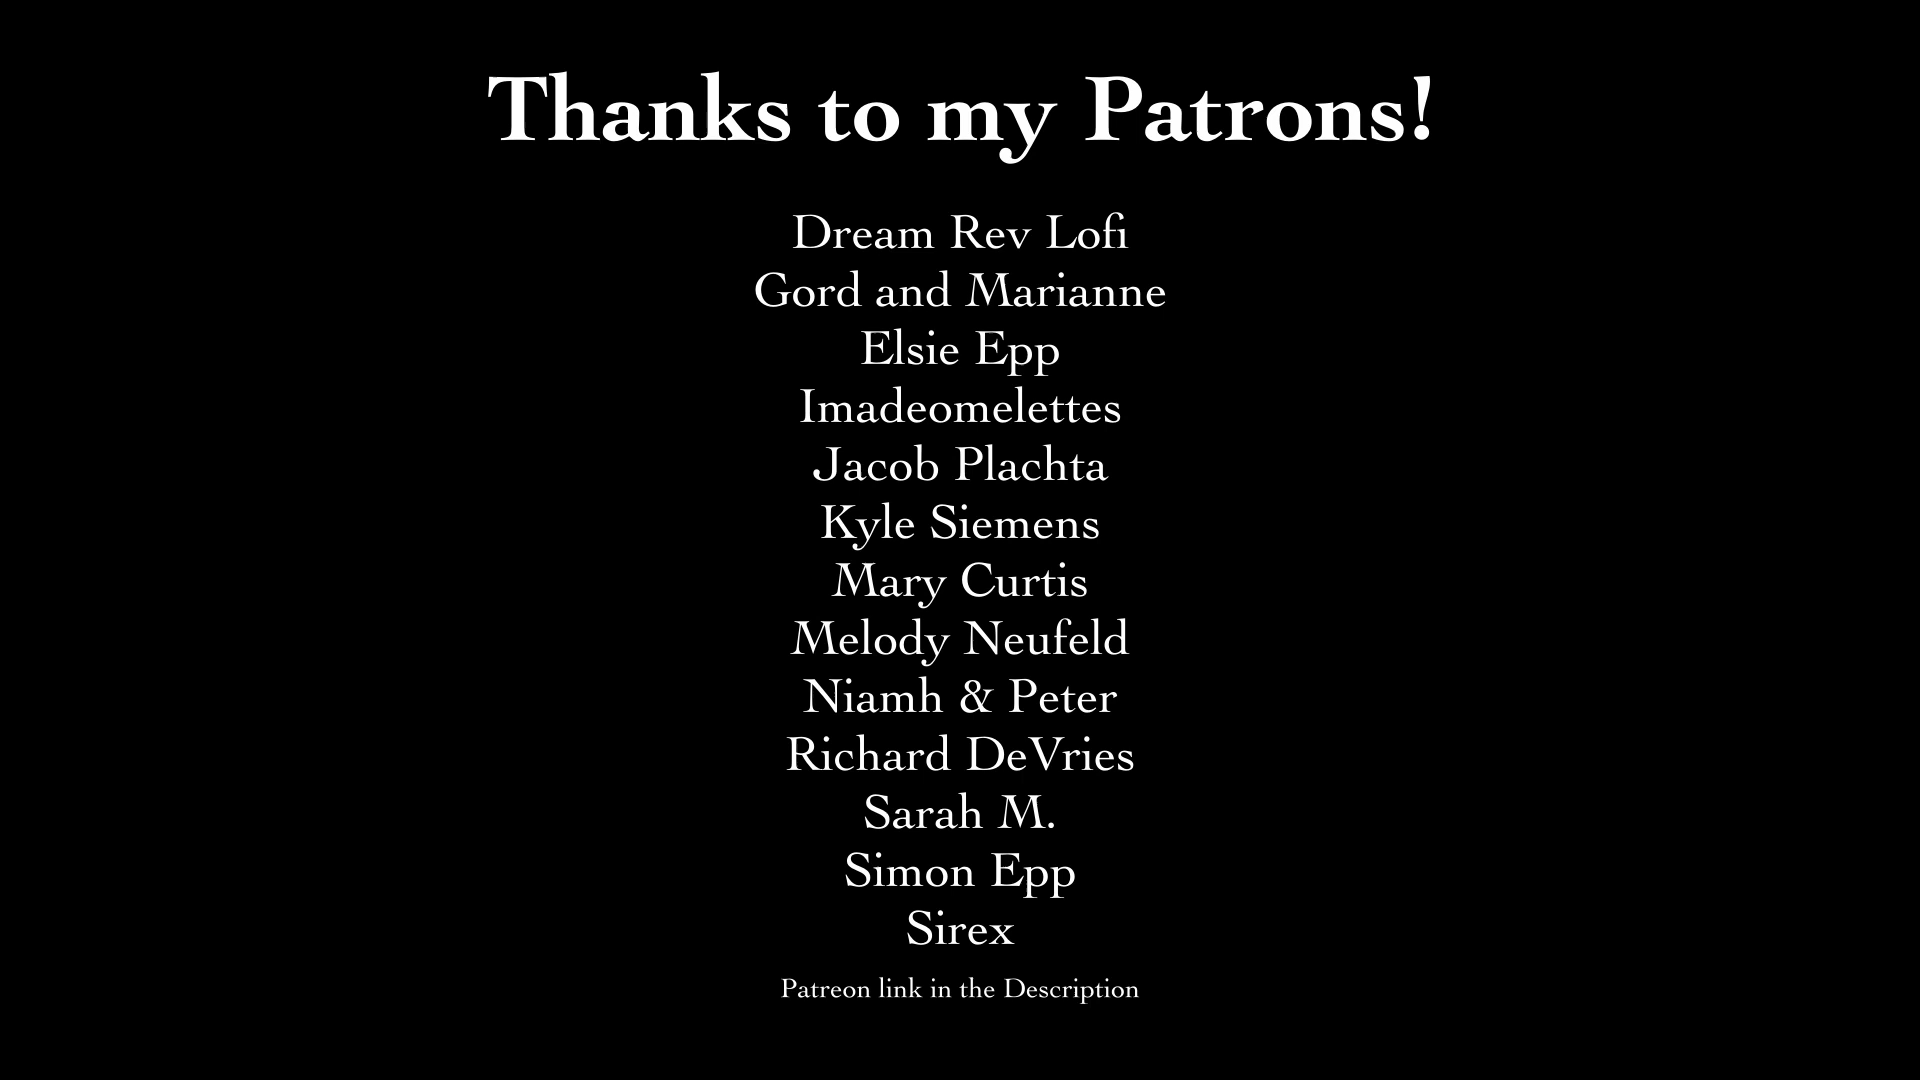 Thanks to my Patrons!
Dream Rev Lofi
Gord and Marianne
Elsie Epp
Imadeomelettes
Jacob Plachta
Kyle Siemens
Mary Curtis
Melody Neufeld
Niamh & Peter
Richard DeVries
Sarah M.
Simon Epp
Sirex
Patreon link in the Description